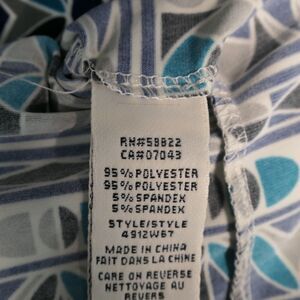 RN#59822
CA#07043
95% POLYESTER
95% POLYESTER
5% SPANDEX
5% SPANDEX
STYLE/STYLE
4912W67
MADE IN CHINA
FAIT DANS LA CHINE
CARE ON REVERSE
NETTOYAGE AU
REVERS